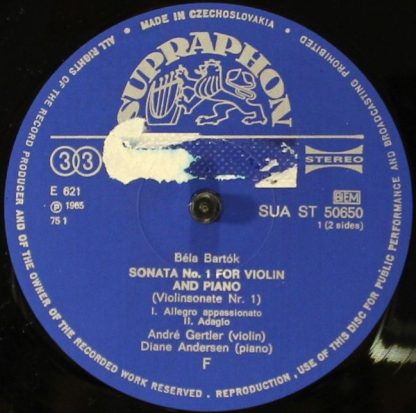 • MADE IN CZECHOSLOVAKIA •
ALL RIGHTS OF THE RECORD PRODUCER AND OF THE OWNER OF THE RECORDED WORK RESERVED . REPRODUCTION , USE OF THIS DISC FOR PUBLIC PERFORMANCE AND BROADCASTING PROHIBITED
SUPRAPHON
33
STEREO
E 621
℗ 1965
75 1
BIEM
SUA ST 50650
1 (2 sides)
Béla Bartók
SONATA No. 1 FOR VIOLIN
AND PIANO
(Violinsonate Nr. 1)
I. Allegro appassionato
II. Adagio
André Gertler (violin)
Diane Andersen (piano)
F